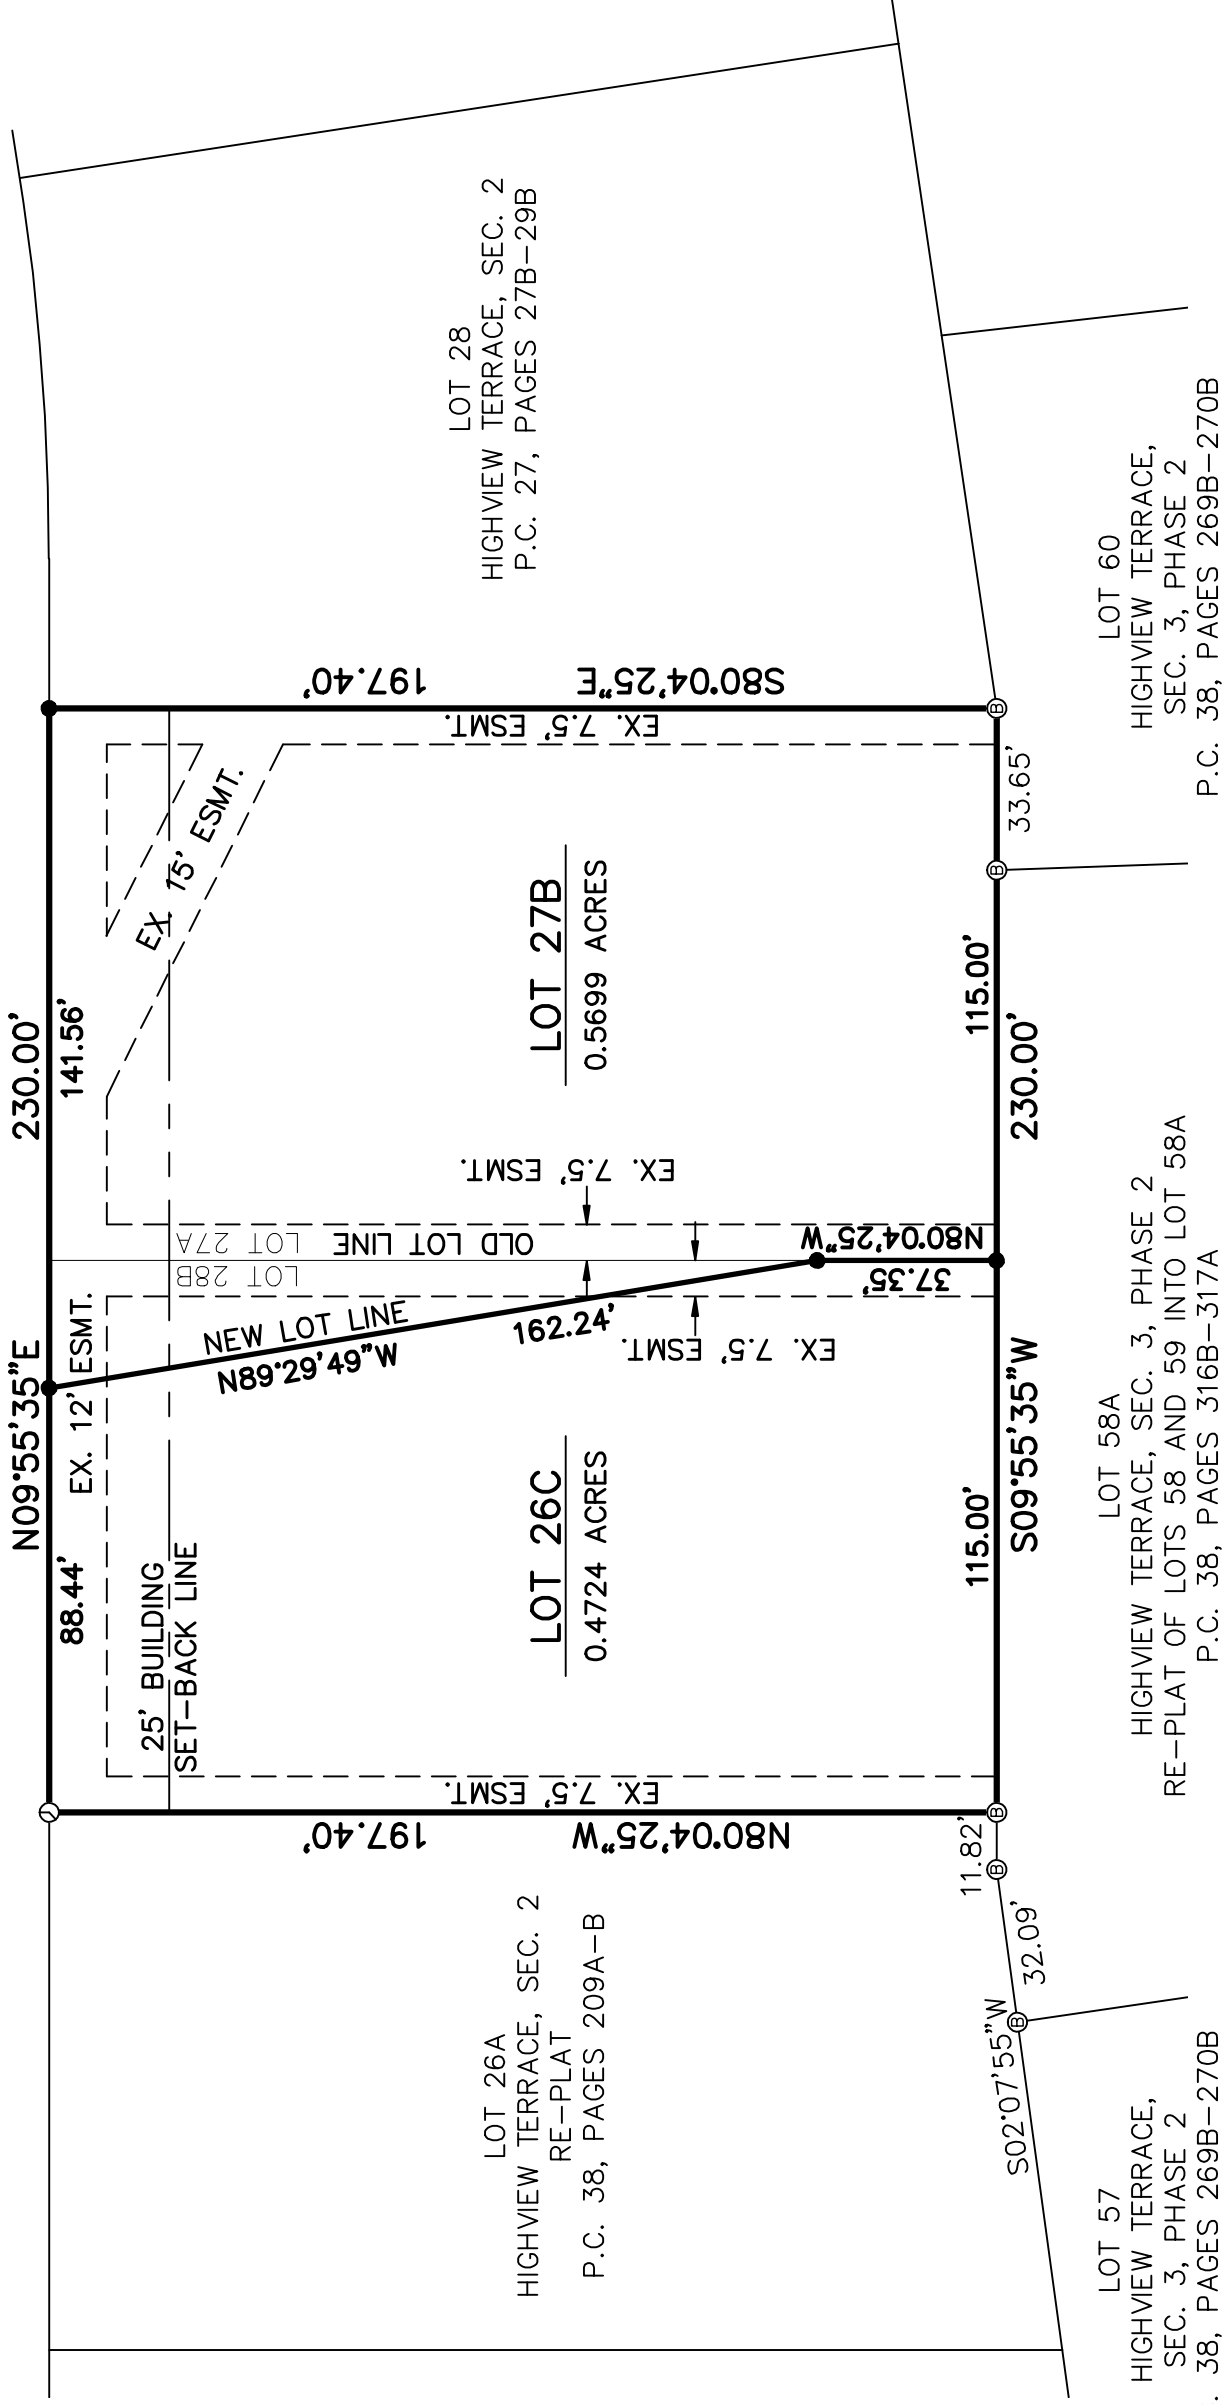 LOT 28
HIGHVIEW TERRACE, SEC. 2
P.C. 27, PAGES 27B-29B
S80°04'25"E
197.40'
EX. 7.5' ESMT.
EX. 15' ESMT.
33.65'
LOT 60
HIGHVIEW TERRACE,
SEC. 3, PHASE 2
P.C. 38, PAGES 269B-270B
N09°55'35"E
230.00'
141.56'
LOT 27B
0.5699 ACRES
115.00'
230.00'
EX. 7.5' ESMT.
LOT 27A
OLD LOT LINE
LOT 28B
N80°04'25"W
37.35'
NEW LOT LINE
N89°29'49"W
162.24'
EX. 7.5' ESMT.
EX. 12' ESMT.
88.44'
25' BUILDING
SET-BACK LINE
LOT 26C
0.4724 ACRES
115.00'
S09°55'35"W
LOT 58A
HIGHVIEW TERRACE, SEC. 3, PHASE 2
RE-PLAT OF LOTS 58 AND 59 INTO LOT 58A
P.C. 38, PAGES 316B-317A
EX. 7.5' ESMT.
N80°04'25"W
197.40'
11.82'
32.09'
S02°07'55"W
LOT 26A
HIGHVIEW TERRACE, SEC. 2
RE-PLAT
P.C. 38, PAGES 209A-B
LOT 57
HIGHVIEW TERRACE,
SEC. 3, PHASE 2
. 38, PAGES 269B-270B
B
B
B
B
B